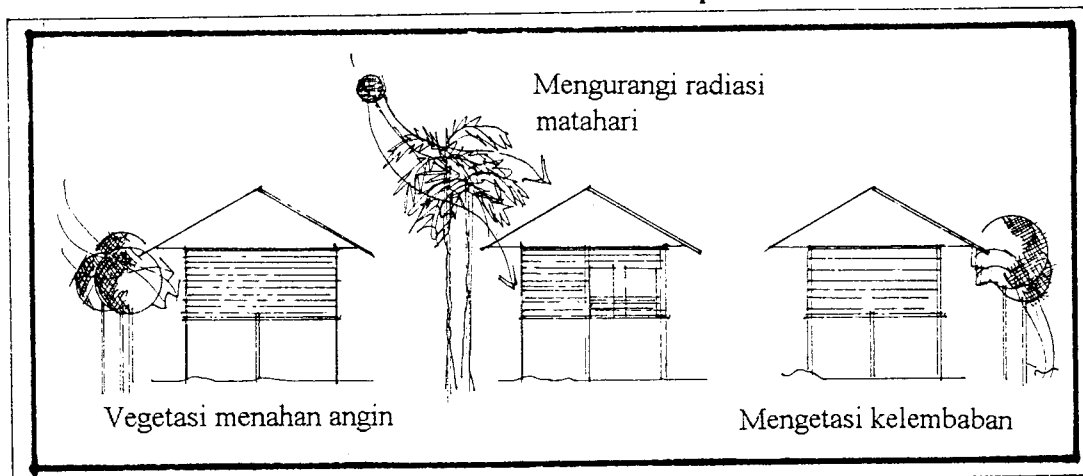 Mengurangi radiasi
matahari
Vegetasi menahan angin
Mengetasi kelembaban